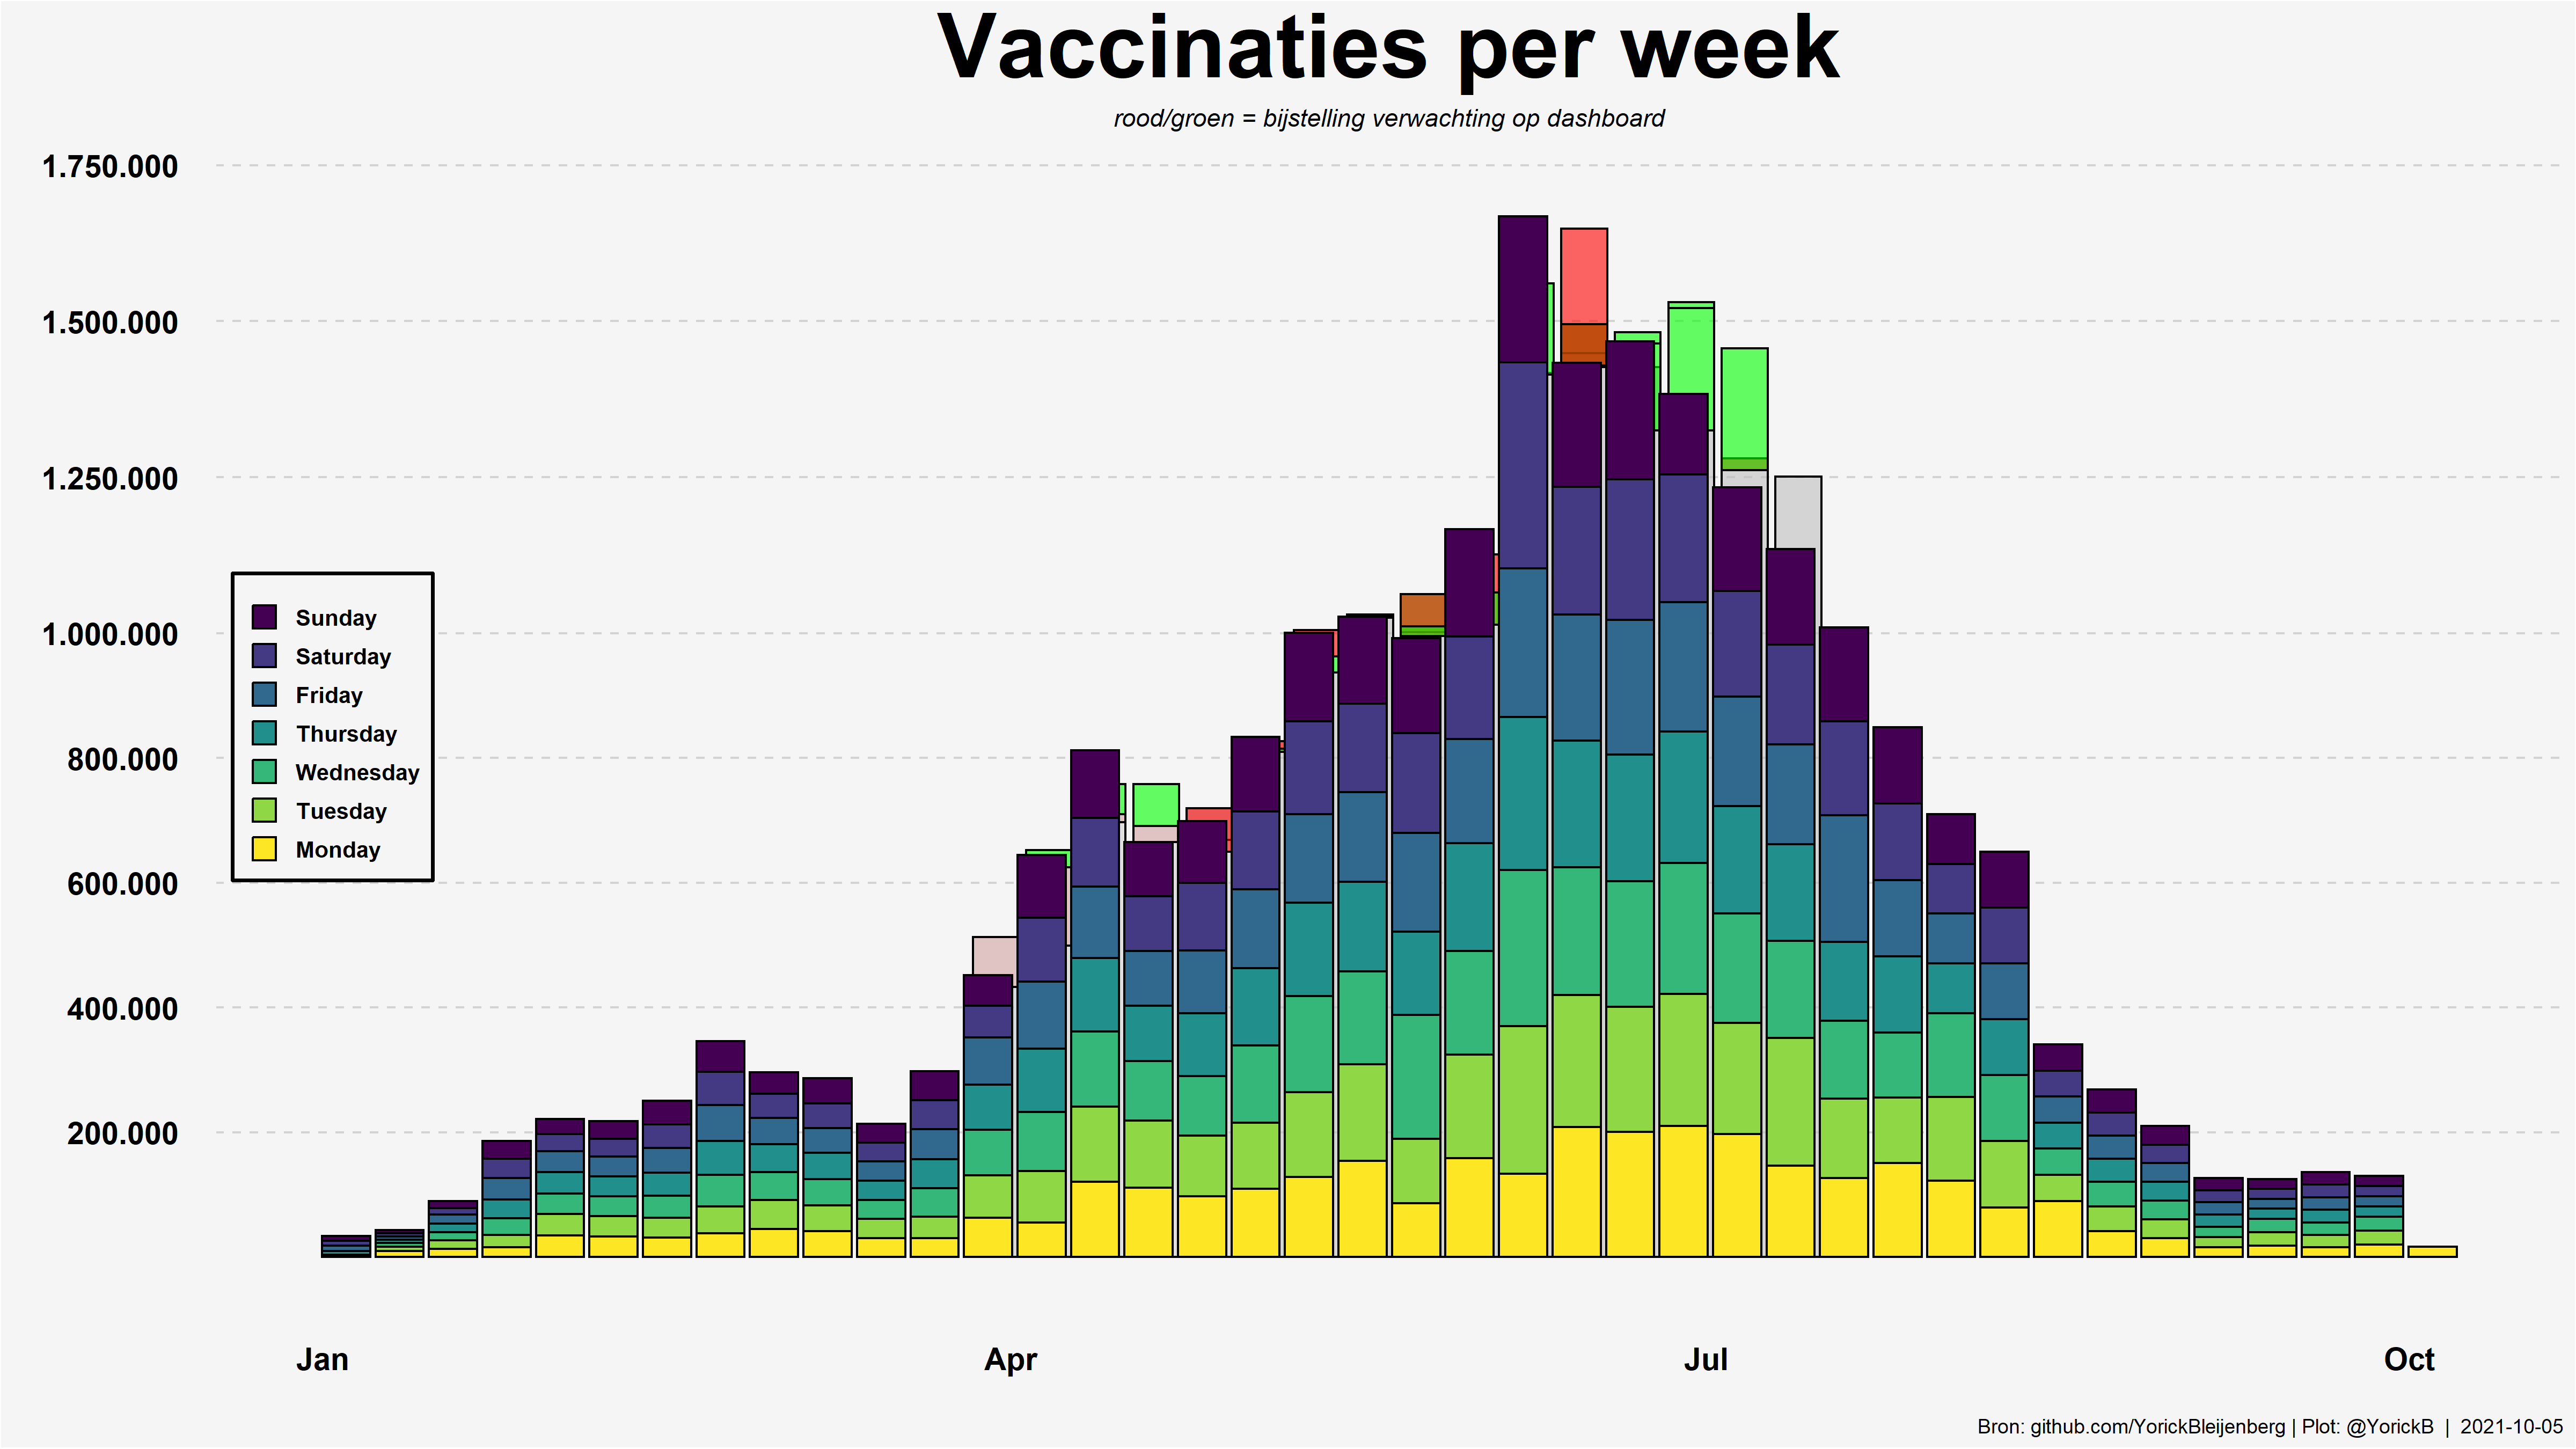 Vaccinaties per week
rood/groen = bijstelling verwachting op dashboard
1.750.000
1.500.000
1.250.000
1.000.000
800.000
600.000
400.000
200.000
Sunday
Saturday
Friday
Thursday
Wednesday
Tuesday
Monday
Jan Apr Jul Oct
Bron: github.com/YorickBleijenberg | Plot: @YorickB | 2021-10-05